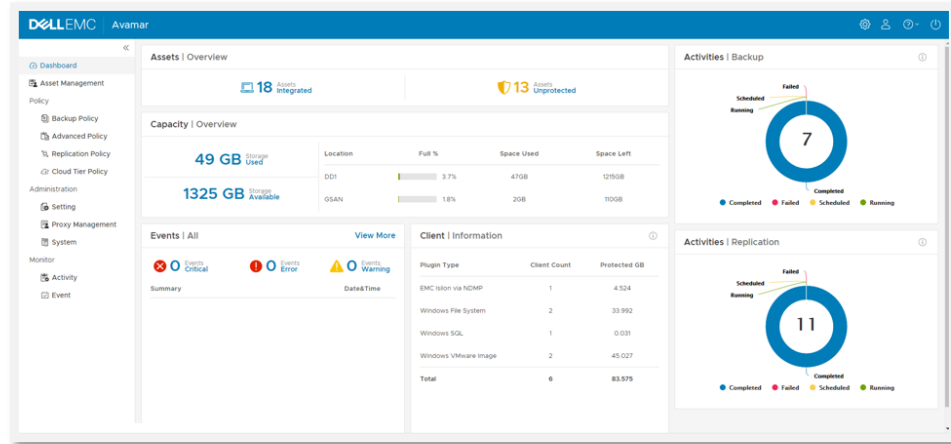 DELLEMC Avamar
«
Dashboard
Asset Management
Policy
Backup Policy
Advanced Policy
Replication Policy
Cloud Tier Policy
Administration
Setting
Proxy Management
System
Monitor
Activity
Event
Assets | Overview
18 Assets Integrated
13 Assets Unprotected
Capacity | Overview
49 GB Storage Used
1325 GB Storage Available
Location Full % Space Used Space Left
DD1 3.7% 47GB 1215GB
GSAN 1.8% 2GB 110GB
Events | All View More
0 Events Critical
0 Events Error
0 Events Warning
Summary Date&Time
Client | Information
Plugin Type Client Count Protected GB
EMC Isilon via NDMP 1 4.524
Windows File System 2 33.992
Windows SQL 1 0.031
Windows VMware Image 2 45.027
Total 6 83.575
Activities | Backup
Failed
Scheduled
Running
7
Completed
Completed Failed Scheduled Running
Activities | Replication
Failed
Scheduled
Running
11
Completed
Completed Failed Scheduled Running